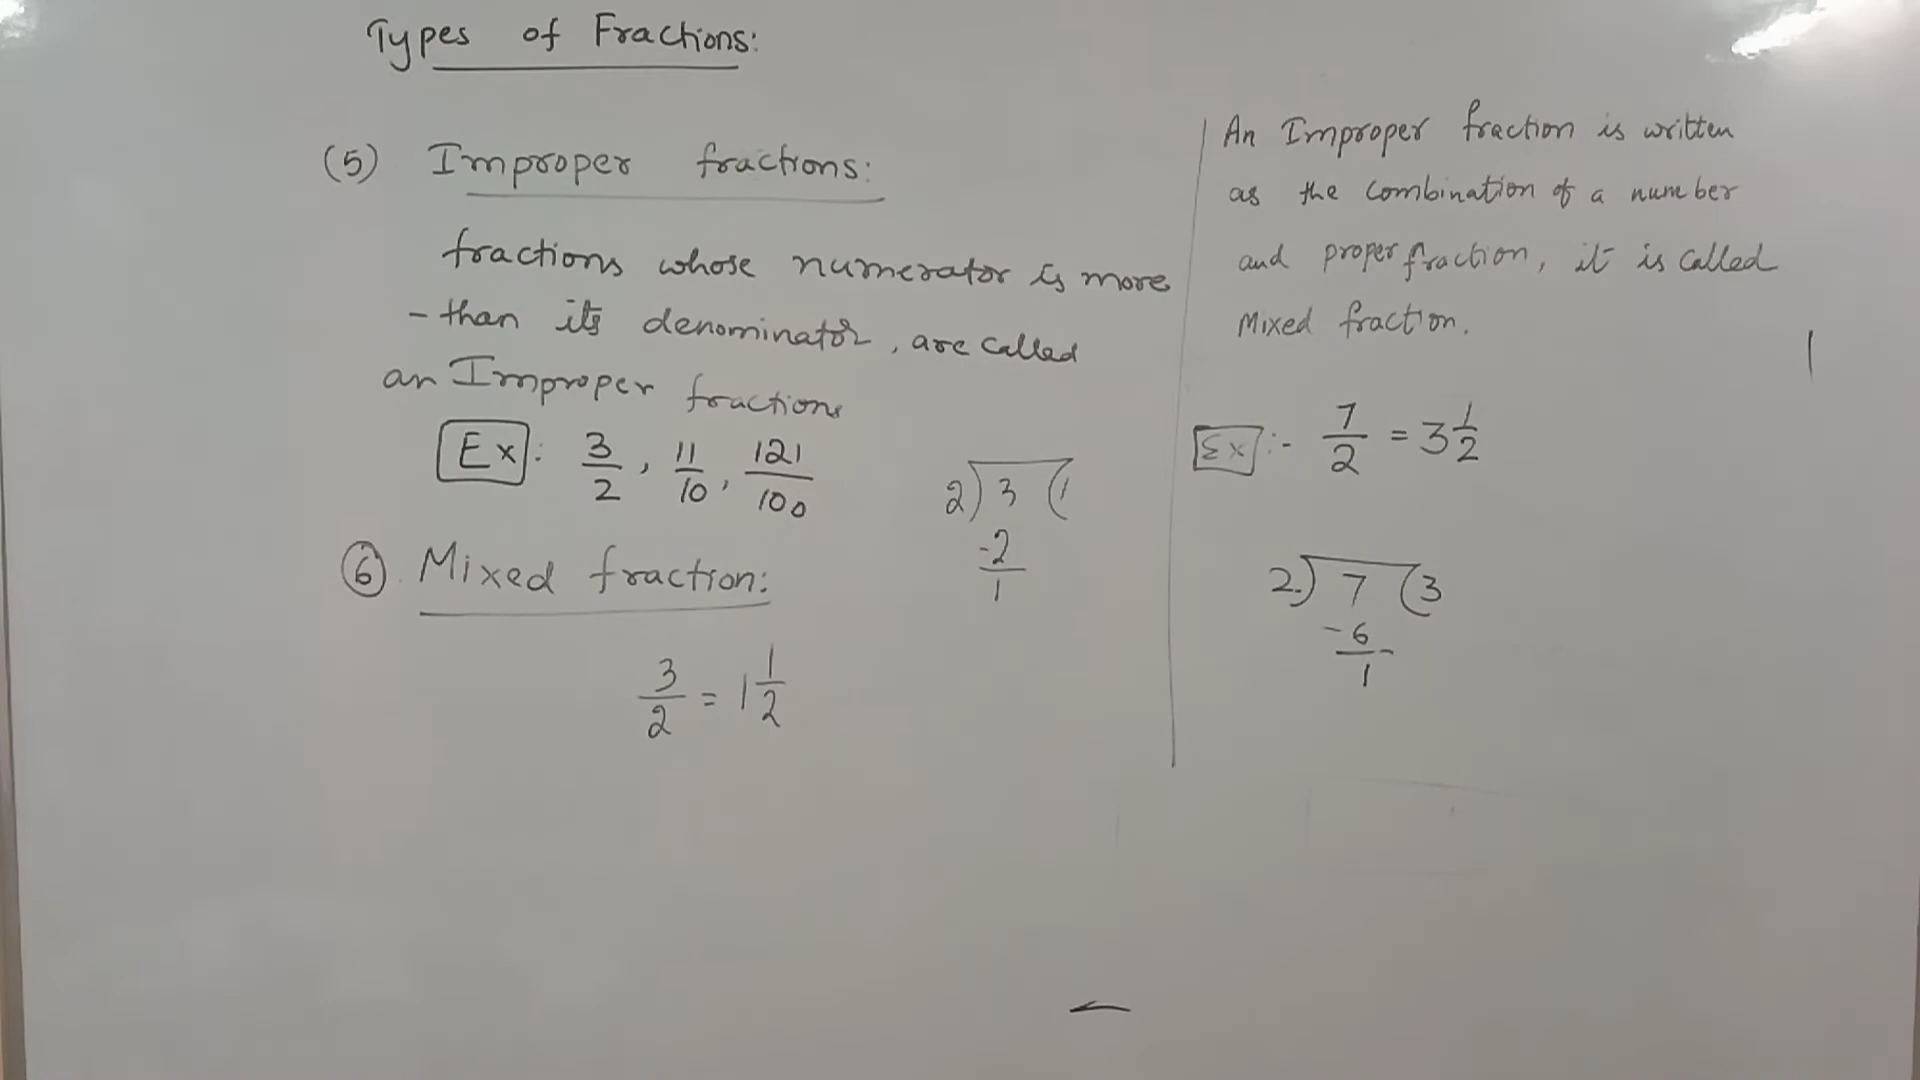 Types of Fractions:
(5) Improper fractions:
fractions whose numerator is more
-than its denominator, are called
an Improper fractions
Ex: 3/2, 11/10, 121/100
2) 3 (1
-2
1
(6) Mixed fraction:
3/2 = 1 1/2
An Improper fraction is written
as the combination of a number
and proper fraction, it is called
Mixed fraction.
Ex :- 7/2 = 3 1/2
2) 7 (3
-6
1